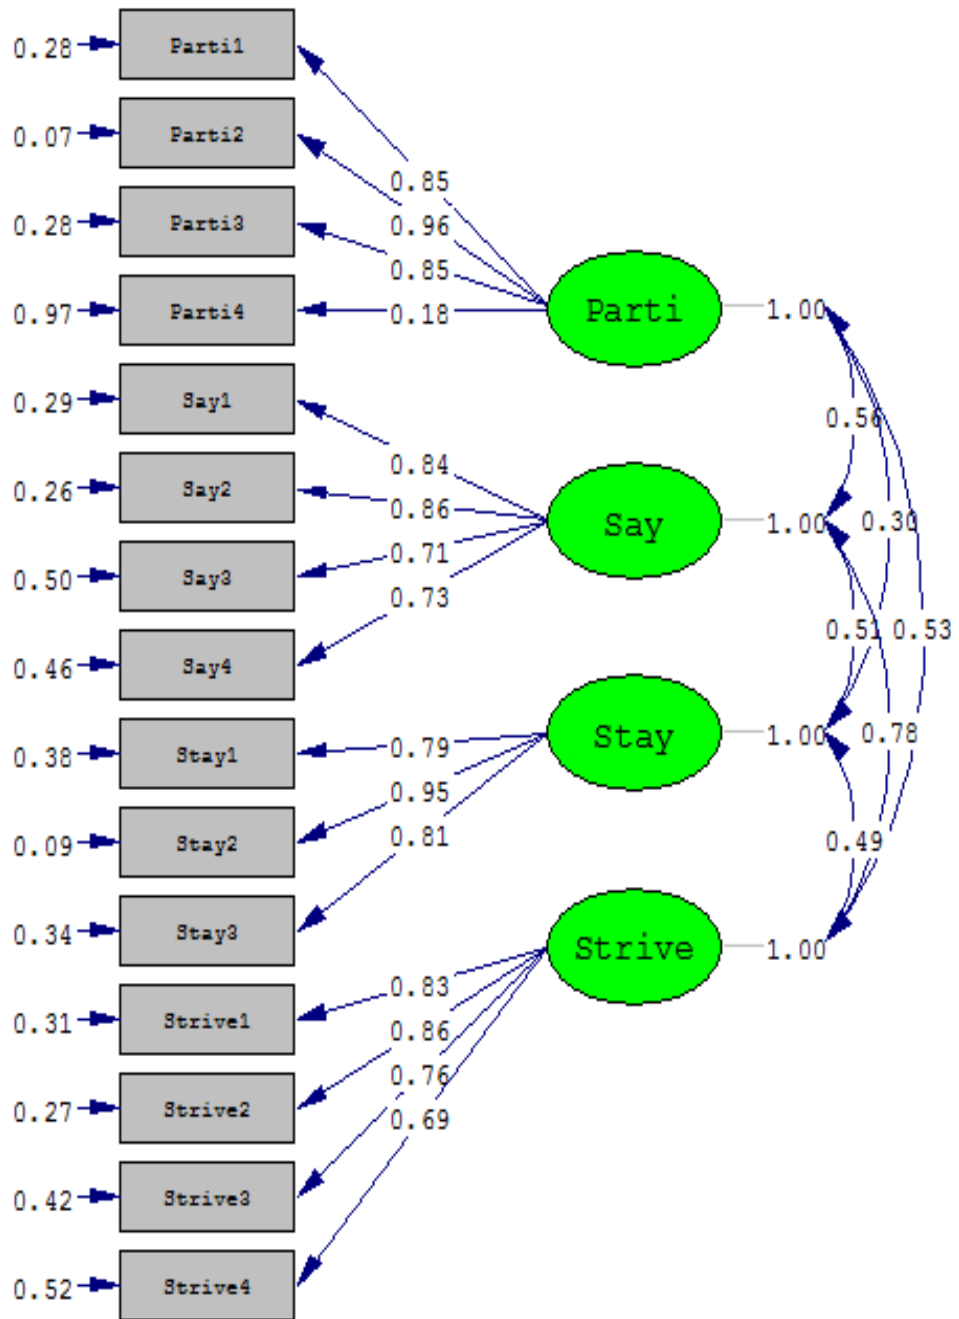 0.28 Parti1
0.07 Parti2
0.85
0.28 Parti3
0.96
0.85
0.97 Parti4
0.18
Parti
1.00
0.29 Say1
0.56
0.84
0.26 Say2
0.86
Say
1.00
0.30
0.71
0.50 Say3
0.73
0.51
0.53
0.46 Say4
0.38 Stay1
0.79
Stay
1.00
0.78
0.95
0.09 Stay2
0.81
0.49
0.34 Stay3
Strive
1.00
0.83
0.31 Strive1
0.86
0.76
0.27 Strive2
0.69
0.42 Strive3
0.52 Strive4